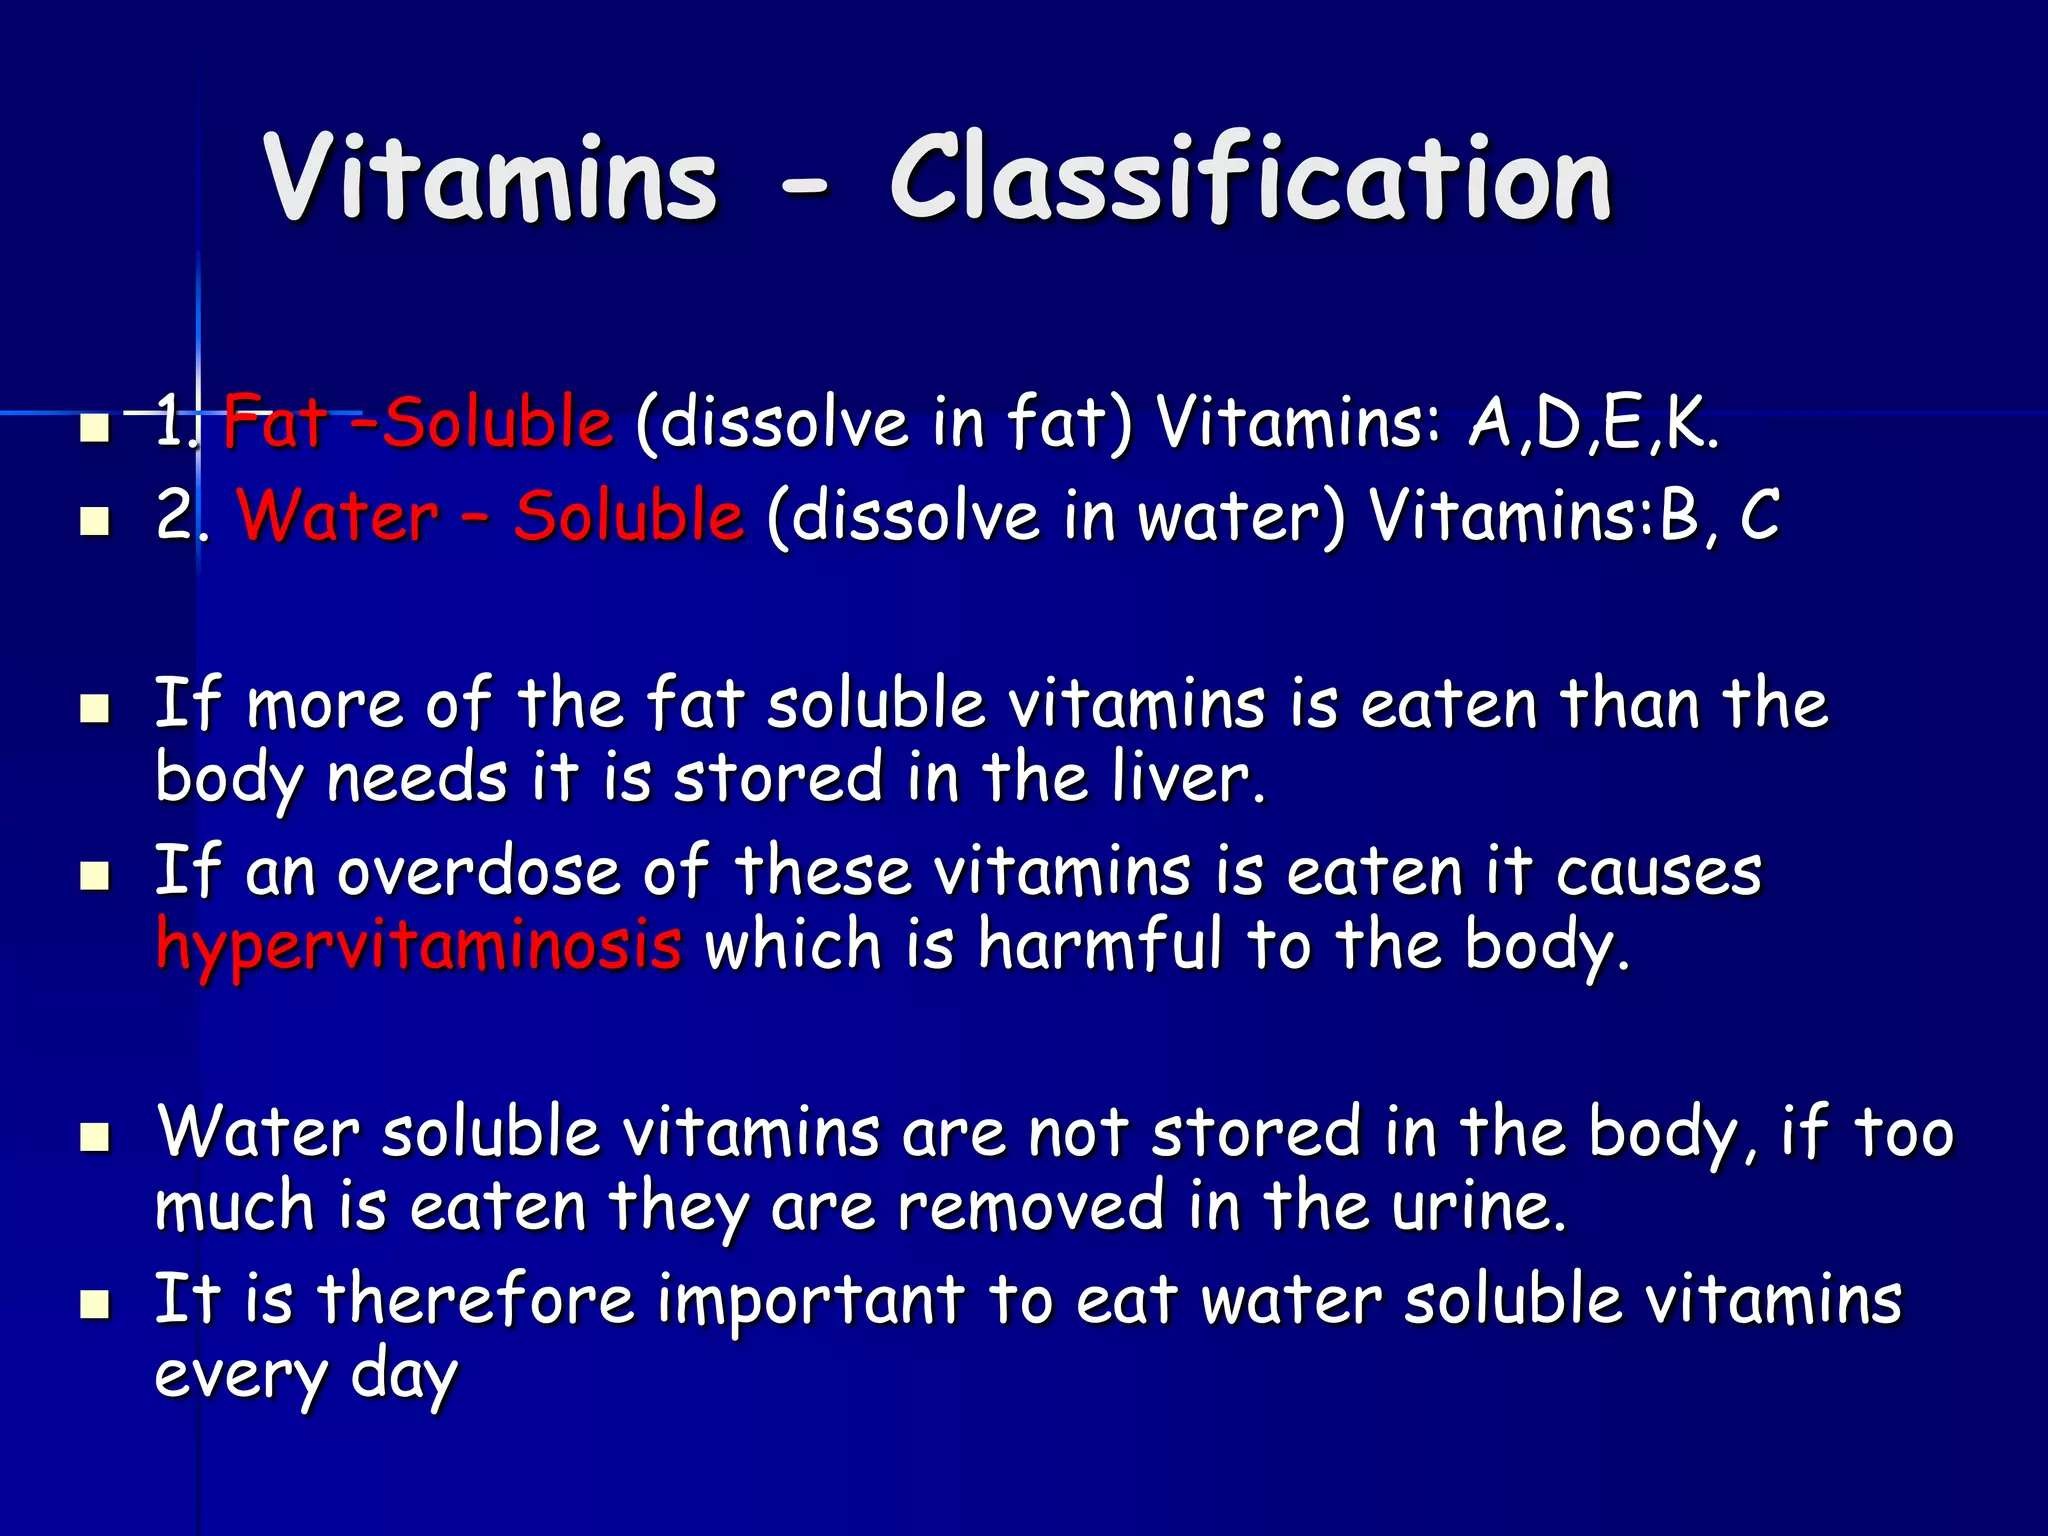 Vitamins - Classification
1. Fat –Soluble (dissolve in fat) Vitamins: A,D,E,K.
2. Water – Soluble (dissolve in water) Vitamins:B, C
If more of the fat soluble vitamins is eaten than the
body needs it is stored in the liver.
If an overdose of these vitamins is eaten it causes
hypervitaminosis which is harmful to the body.
Water soluble vitamins are not stored in the body, if too
much is eaten they are removed in the urine.
It is therefore important to eat water soluble vitamins
every day